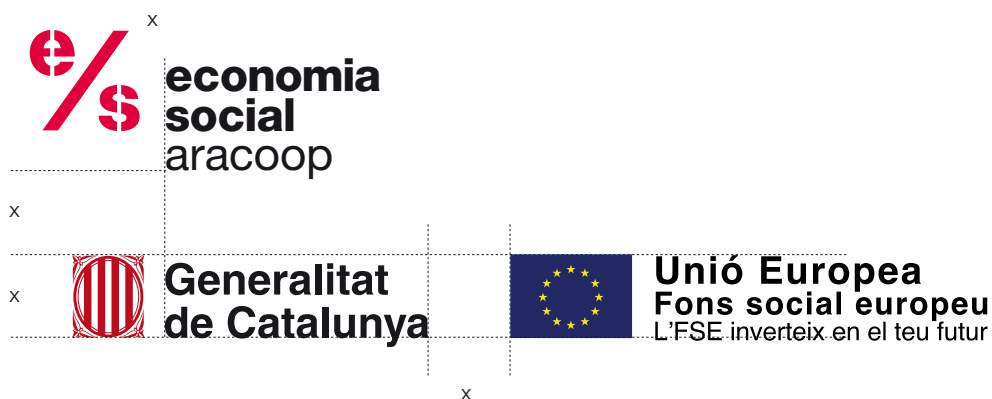 x
e/s
economia
social
aracoop
x
x
Generalitat
de Catalunya
Unió Europea
Fons social europeu
L'FSE inverteix en el teu futur
x